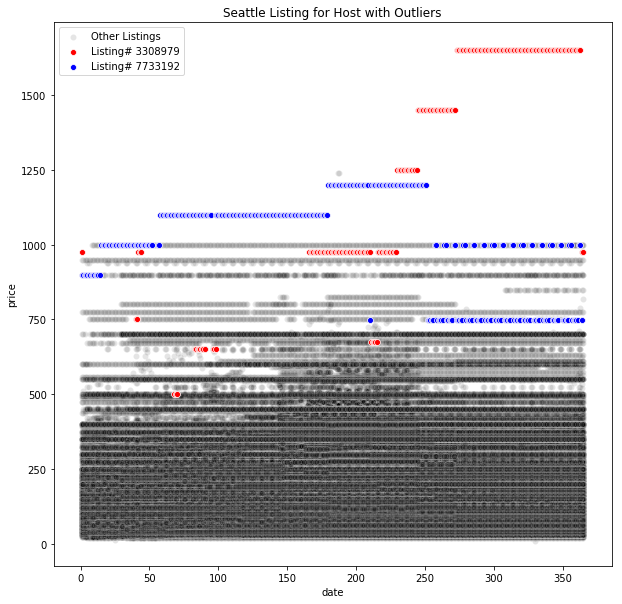 Seattle Listing for Host with Outliers
Other Listings
Listing# 3308979
Listing# 7733192
1500
1250
1000
750
500
250
0
price
0 50 100 150 200 250 300 350
date